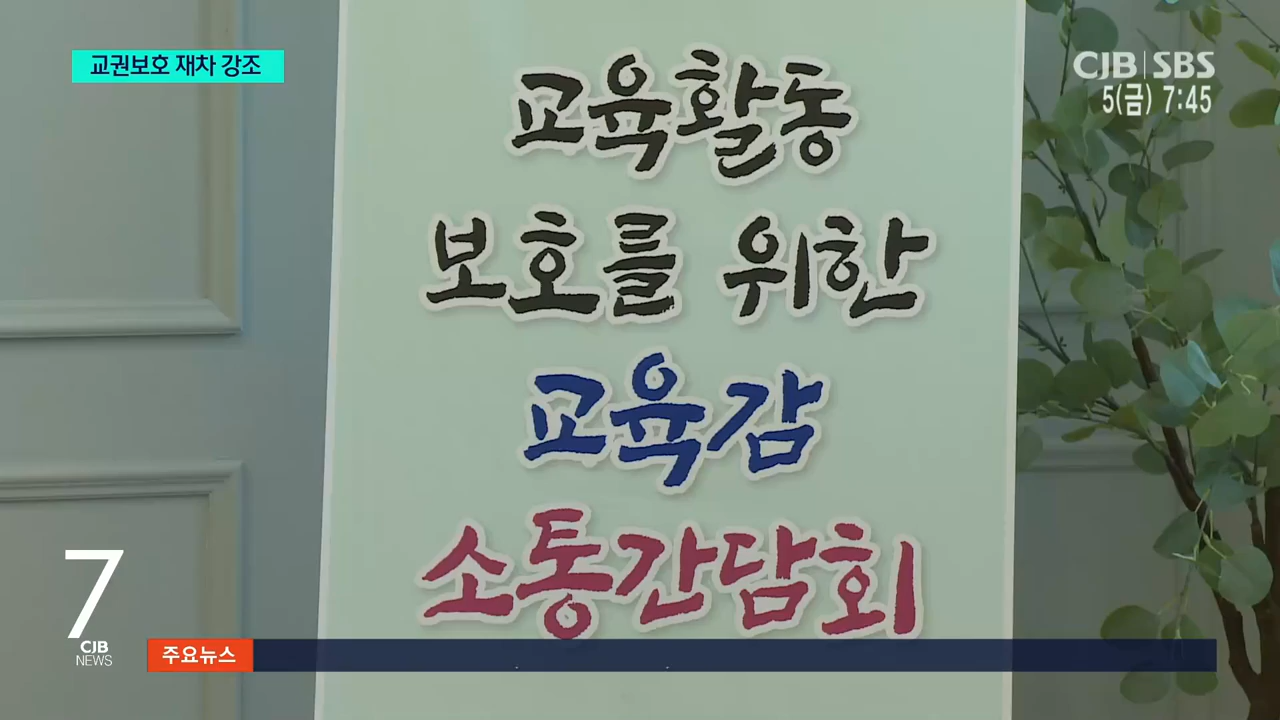 교권보호 재차 강조
CJB SBS
5(금) 7:45
교육활동
보호를 위한
교육감
소통간담회
7
CJB
NEWS
주요뉴스